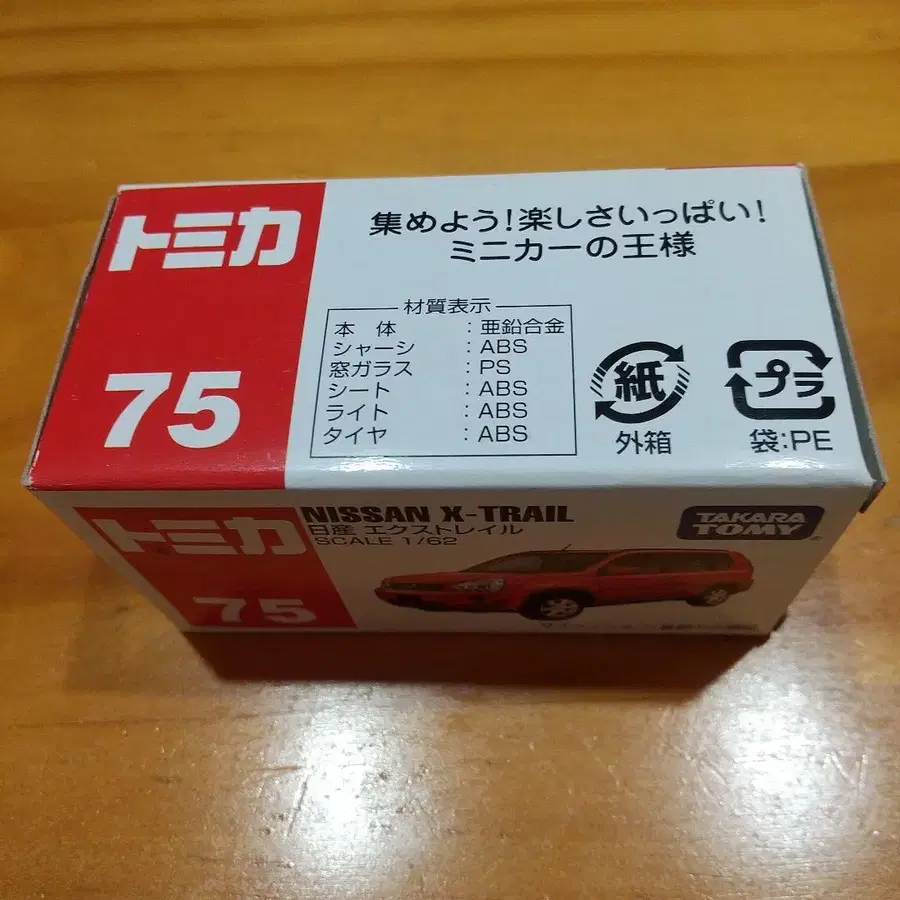 トミカ
75
集めよう!楽しさいっぱい!
ミニカーの王様
材質表示
本 体 : 亜鉛合金
シャーシ : ABS
窓ガラス : PS
シート : ABS
ライト : ABS
タイヤ : ABS
紙
外箱
プラ
袋:PE
トミカ
75
NISSAN X-TRAIL
日産 エクストレイル
SCALE 1/62
TAKARA
TOMY
®